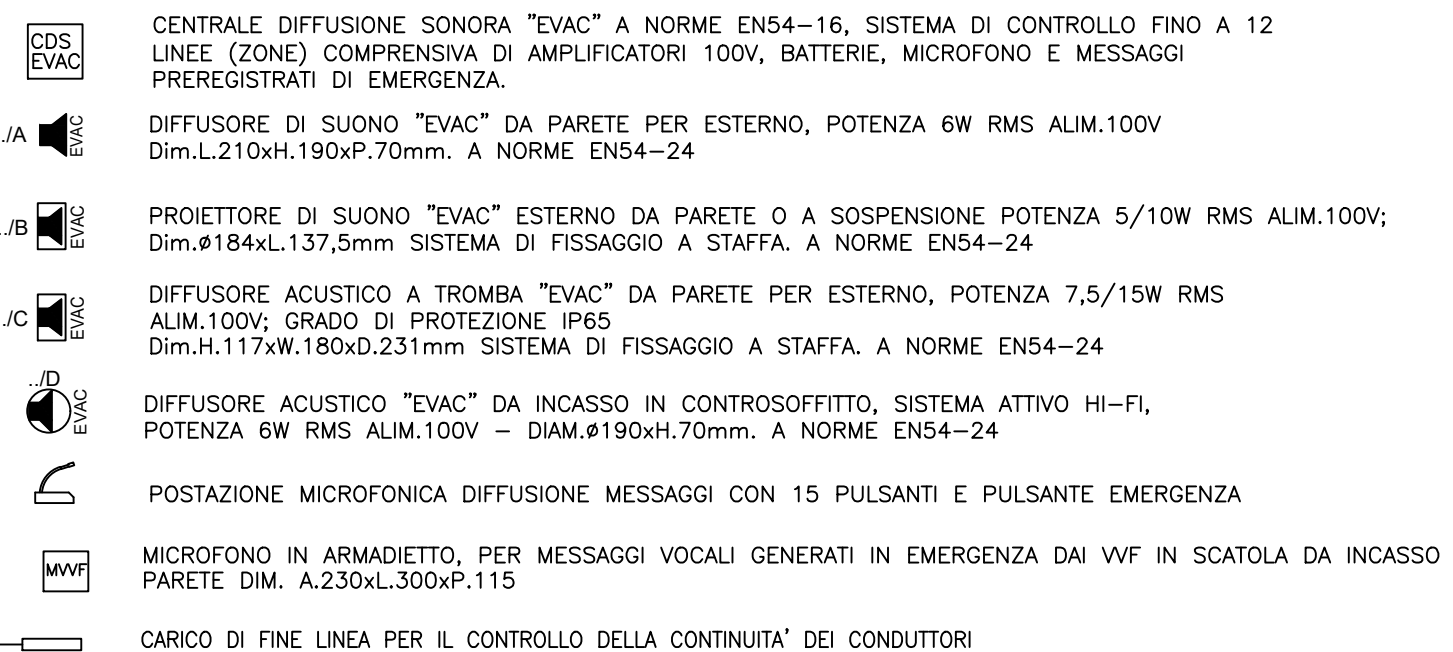 CDS
EVAC
CENTRALE DIFFUSIONE SONORA "EVAC" A NORME EN54–16, SISTEMA DI CONTROLLO FINO A 12
LINEE (ZONE) COMPRENSIVA DI AMPLIFICATORI 100V, BATTERIE, MICROFONO E MESSAGGI
PREREGISTRATI DI EMERGENZA.
./A EVAC
DIFFUSORE DI SUONO "EVAC" DA PARETE PER ESTERNO, POTENZA 6W RMS ALIM.100V
Dim.L.210xH.190xP.70mm. A NORME EN54–24
../B EVAC
PROIETTORE DI SUONO "EVAC" ESTERNO DA PARETE O A SOSPENSIONE POTENZA 5/10W RMS ALIM.100V;
Dim.ø184xL.137,5mm SISTEMA DI FISSAGGIO A STAFFA. A NORME EN54–24
./C EVAC
DIFFUSORE ACUSTICO A TROMBA "EVAC" DA PARETE PER ESTERNO, POTENZA 7,5/15W RMS
ALIM.100V; GRADO DI PROTEZIONE IP65
Dim.H.117xW.180xD.231mm SISTEMA DI FISSAGGIO A STAFFA. A NORME EN54–24
../D
EVAC
DIFFUSORE ACUSTICO "EVAC" DA INCASSO IN CONTROSOFFITTO, SISTEMA ATTIVO HI–FI,
POTENZA 6W RMS ALIM.100V – DIAM.ø190xH.70mm. A NORME EN54–24
POSTAZIONE MICROFONICA DIFFUSIONE MESSAGGI CON 15 PULSANTI E PULSANTE EMERGENZA
MVVF
MICROFONO IN ARMADIETTO, PER MESSAGGI VOCALI GENERATI IN EMERGENZA DAI VVF IN SCATOLA DA INCASSO
PARETE DIM. A.230xL.300xP.115
CARICO DI FINE LINEA PER IL CONTROLLO DELLA CONTINUITA' DEI CONDUTTORI